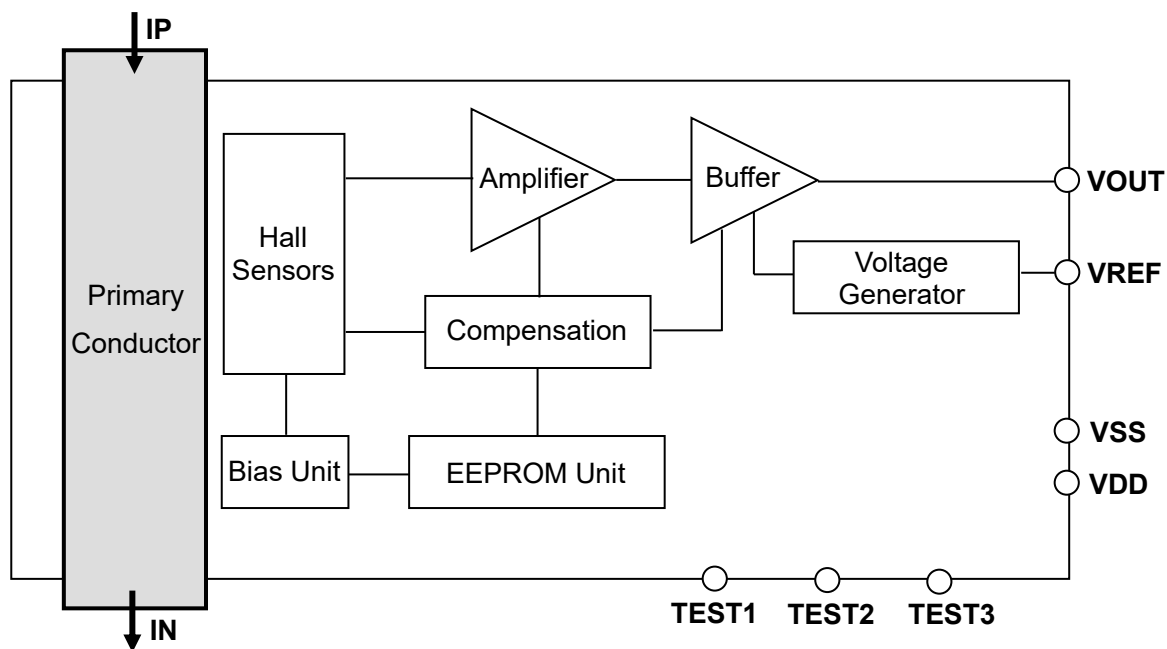 IP
Primary
Conductor
IN
Hall
Sensors
Amplifier
Buffer
VOUT
Voltage
Generator
VREF
Compensation
Bias Unit
EEPROM Unit
VSS
VDD
TEST1
TEST2
TEST3